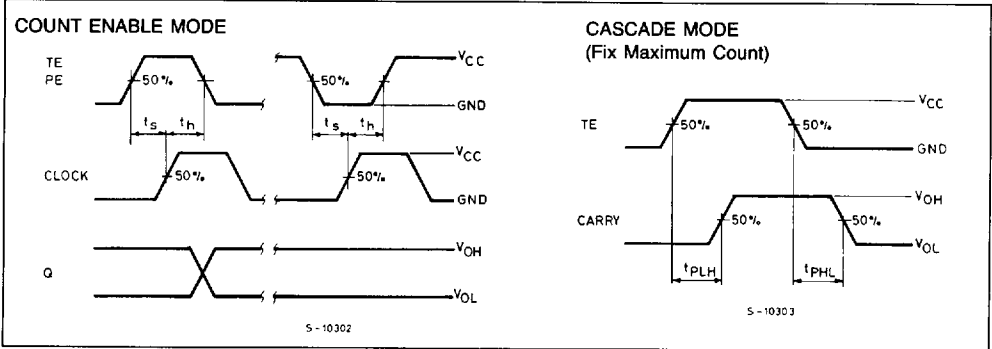 COUNT ENABLE MODE
TE
PE
50%
VCC
GND
ts
th
ts
th
CLOCK
50%
50%
VCC
GND
Q
VOH
VOL
S-10302
CASCADE MODE
(Fix Maximum Count)
TE
50%
50%
VCC
GND
CARRY
50%
50%
VOH
VOL
tPLH
tPHL
S-10303